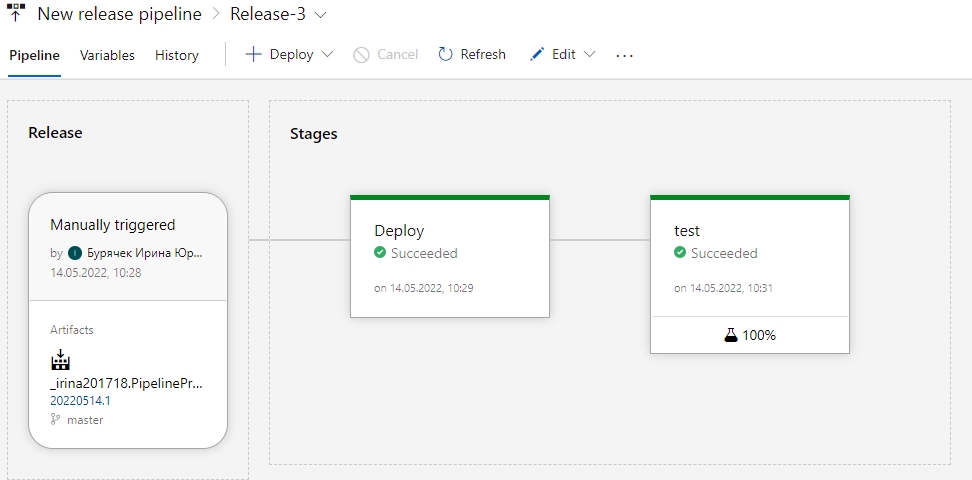 New release pipeline > Release-3
Pipeline Variables History Deploy Cancel Refresh Edit ...
Release
Stages
Manually triggered
by I Бурячек Ирина Юр...
14.05.2022, 10:28
Artifacts
_irina201718.PipelinePr...
20220514.1
master
Deploy
Succeeded
on 14.05.2022, 10:29
test
Succeeded
on 14.05.2022, 10:31
100%